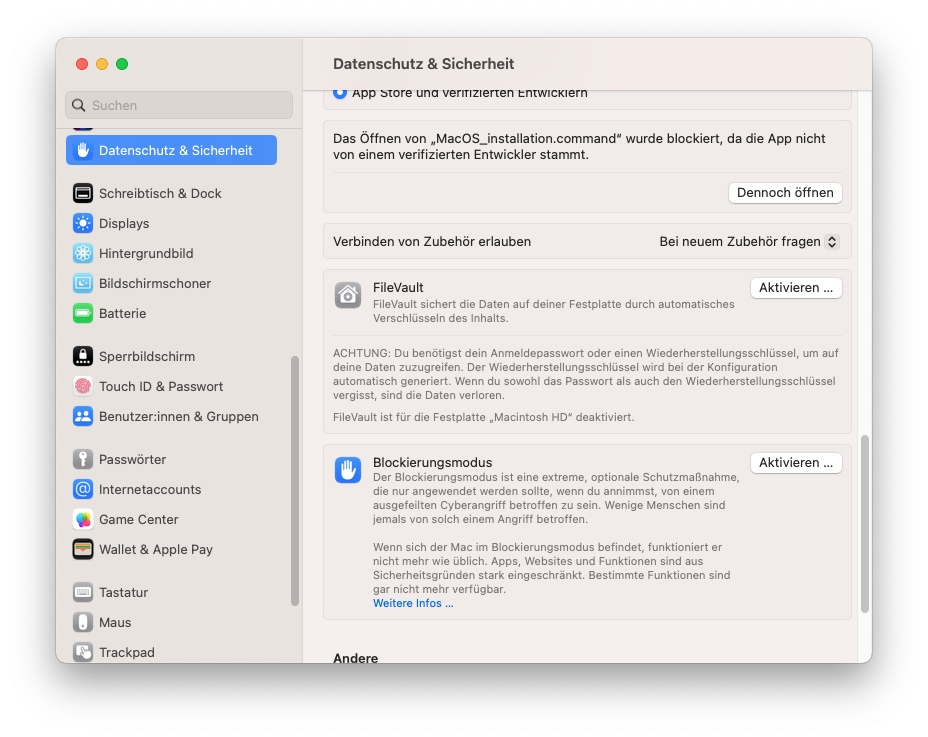 Datenschutz & Sicherheit
Suchen
Datenschutz & Sicherheit
Schreibtisch & Dock
Displays
Hintergrundbild
Bildschirmschoner
Batterie
Sperrbildschirm
Touch ID & Passwort
Benutzer:innen & Gruppen
Passwörter
Internetaccounts
Game Center
Wallet & Apple Pay
Tastatur
Maus
Trackpad
App Store und verifizierten Entwicklern
Das Öffnen von „MacOS_installation.command“ wurde blockiert, da die App nicht
von einem verifizierten Entwickler stammt.
Dennoch öffnen
Verbinden von Zubehör erlauben
Bei neuem Zubehör fragen
FileVault
Aktivieren ...
FileVault sichert die Daten auf deiner Festplatte durch automatisches
Verschlüsseln des Inhalts.
ACHTUNG: Du benötigst dein Anmeldepasswort oder einen Wiederherstellungsschlüssel, um auf
deine Daten zuzugreifen. Der Wiederherstellungsschlüssel wird bei der Konfiguration
automatisch generiert. Wenn du sowohl das Passwort als auch den Wiederherstellungsschlüssel
vergisst, sind die Daten verloren.
FileVault ist für die Festplatte „Macintosh HD“ deaktiviert.
Blockierungsmodus
Aktivieren ...
Der Blockierungsmodus ist eine extreme, optionale Schutzmaßnahme,
die nur angewendet werden sollte, wenn du annimmst, von einem
ausgefeilten Cyberangriff betroffen zu sein. Wenige Menschen sind
jemals von solch einem Angriff betroffen.
Wenn sich der Mac im Blockierungsmodus befindet, funktioniert er
nicht mehr wie üblich. Apps, Websites und Funktionen sind aus
Sicherheitsgründen stark eingeschränkt. Bestimmte Funktionen sind
gar nicht mehr verfügbar.
Weitere Infos ...
Andere